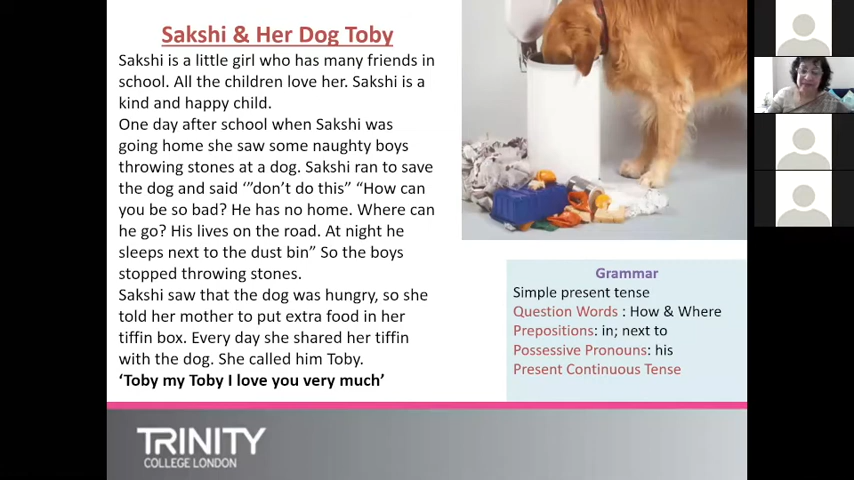 Sakshi & Her Dog Toby
Sakshi is a little girl who has many friends in
school. All the children love her. Sakshi is a
kind and happy child.
One day after school when Sakshi was
going home she saw some naughty boys
throwing stones at a dog. Sakshi ran to save
the dog and said ‘”don’t do this” “How can
you be so bad? He has no home. Where can
he go? His lives on the road. At night he
sleeps next to the dust bin” So the boys
stopped throwing stones.
Sakshi saw that the dog was hungry, so she
told her mother to put extra food in her
tiffin box. Every day she shared her tiffin
with the dog. She called him Toby.
‘Toby my Toby I love you very much’
Grammar
Simple present tense
Question Words : How & Where
Prepositions: in; next to
Possessive Pronouns: his
Present Continuous Tense
TRINITY
COLLEGE LONDON